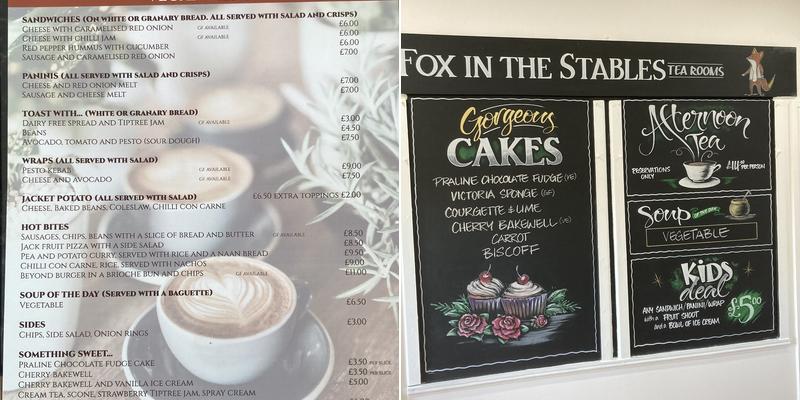 SANDWICHES (ON WHITE OR GRANARY BREAD. ALL SERVED WITH SALAD AND CRISPS)
CHEESE WITH CARAMELISED RED ONION GF AVAILABLE £6.00
CHEESE WITH CHILLI JAM GF AVAILABLE £6.00
RED PEPPER HUMMUS WITH CUCUMBER £6.00
SAUSAGE AND CARAMELISED RED ONION £7.00
PANINIS (ALL SERVED WITH SALAD AND CRISPS)
CHEESE AND RED ONION MELT £7.00
SAUSAGE AND CHEESE MELT £7.00
TOAST WITH... (WHITE OR GRANARY BREAD)
DAIRY FREE SPREAD AND TIPTREE JAM GF AVAILABLE £3.00
BEANS £4.50
AVOCADO, TOMATO AND PESTO (SOUR DOUGH) £7.50
WRAPS (ALL SERVED WITH SALAD)
PESTO KEBAB £9.00
CHEESE AND AVOCADO £7.50
JACKET POTATO (ALL SERVED WITH SALAD) £6.50 EXTRA TOPPINGS £2.00
CHEESE, BAKED BEANS, COLESLAW, CHILLI CON CARNE
HOT BITES
SAUSAGES, CHIPS, BEANS WITH A SLICE OF BREAD AND BUTTER GF AVAILABLE £8.50
JACK FRUIT PIZZA WITH A SIDE SALAD £8.50
PEA AND POTATO CURRY, SERVED WITH RICE AND A NAAN BREAD £9.50
CHILLI CON CARNE, RICE, SERVED WITH NACHOS £9.00
BEYOND BURGER IN A BRIOCHE BUN AND CHIPS GF AVAILABLE £11.00
SOUP OF THE DAY (SERVED WITH A BAGUETTE)
VEGETABLE £6.50
SIDES £3.00
CHIPS, SIDE SALAD, ONION RINGS
SOMETHING SWEET...
PRALINE CHOCOLATE FUDGE CAKE £3.50 PER SLICE
CHERRY BAKEWELL £3.50 PER SLICE
CHERRY BAKEWELL AND VANILLA ICE CREAM £5.00
CREAM TEA, SCONE, STRAWBERRY TIPTREE JAM, SPRAY CREAM
FOX IN THE STABLES TEA ROOMS
Gorgeous
CAKES
PRALINE CHOCOLATE FUDGE (VE)
VICTORIA SPONGE (GF)
COURGETTE & LIME
CHERRY BAKEWELL (VE)
CARROT
BISCOFF
Afternoon
Tea
RESERVATIONS
ONLY
PER PERSON
Soup OF THE DAY
VEGETABLE
KIDS
deal
£5.00
ANY SANDWICH/PANINI/WRAP
with a FRUIT SHOOT
and a BOWL OF ICE CREAM